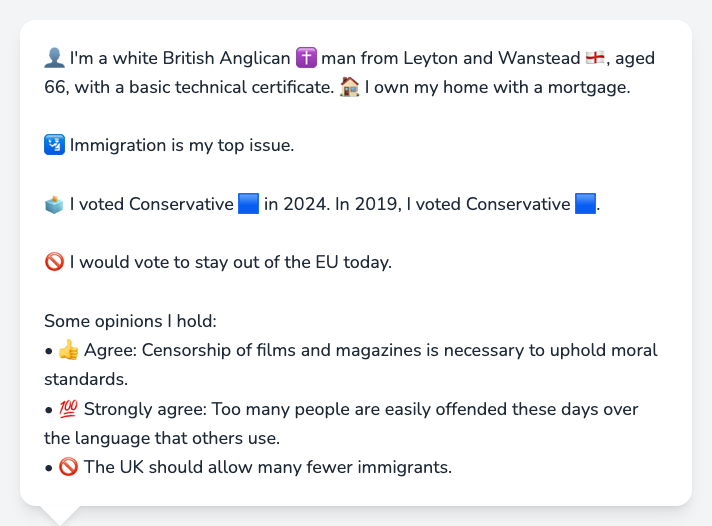 👤 I'm a white British Anglican ✝️ man from Leyton and Wanstead 🏴󠁧󠁢󠁥󠁮󠁧󠁿, aged
66, with a basic technical certificate. 🏠 I own my home with a mortgage.
🛂 Immigration is my top issue.
🗳️ I voted Conservative 🟦 in 2024. In 2019, I voted Conservative 🟦.
🚫 I would vote to stay out of the EU today.
Some opinions I hold:
• 👍 Agree: Censorship of films and magazines is necessary to uphold moral
standards.
• 💯 Strongly agree: Too many people are easily offended these days over
the language that others use.
• 🚫 The UK should allow many fewer immigrants.